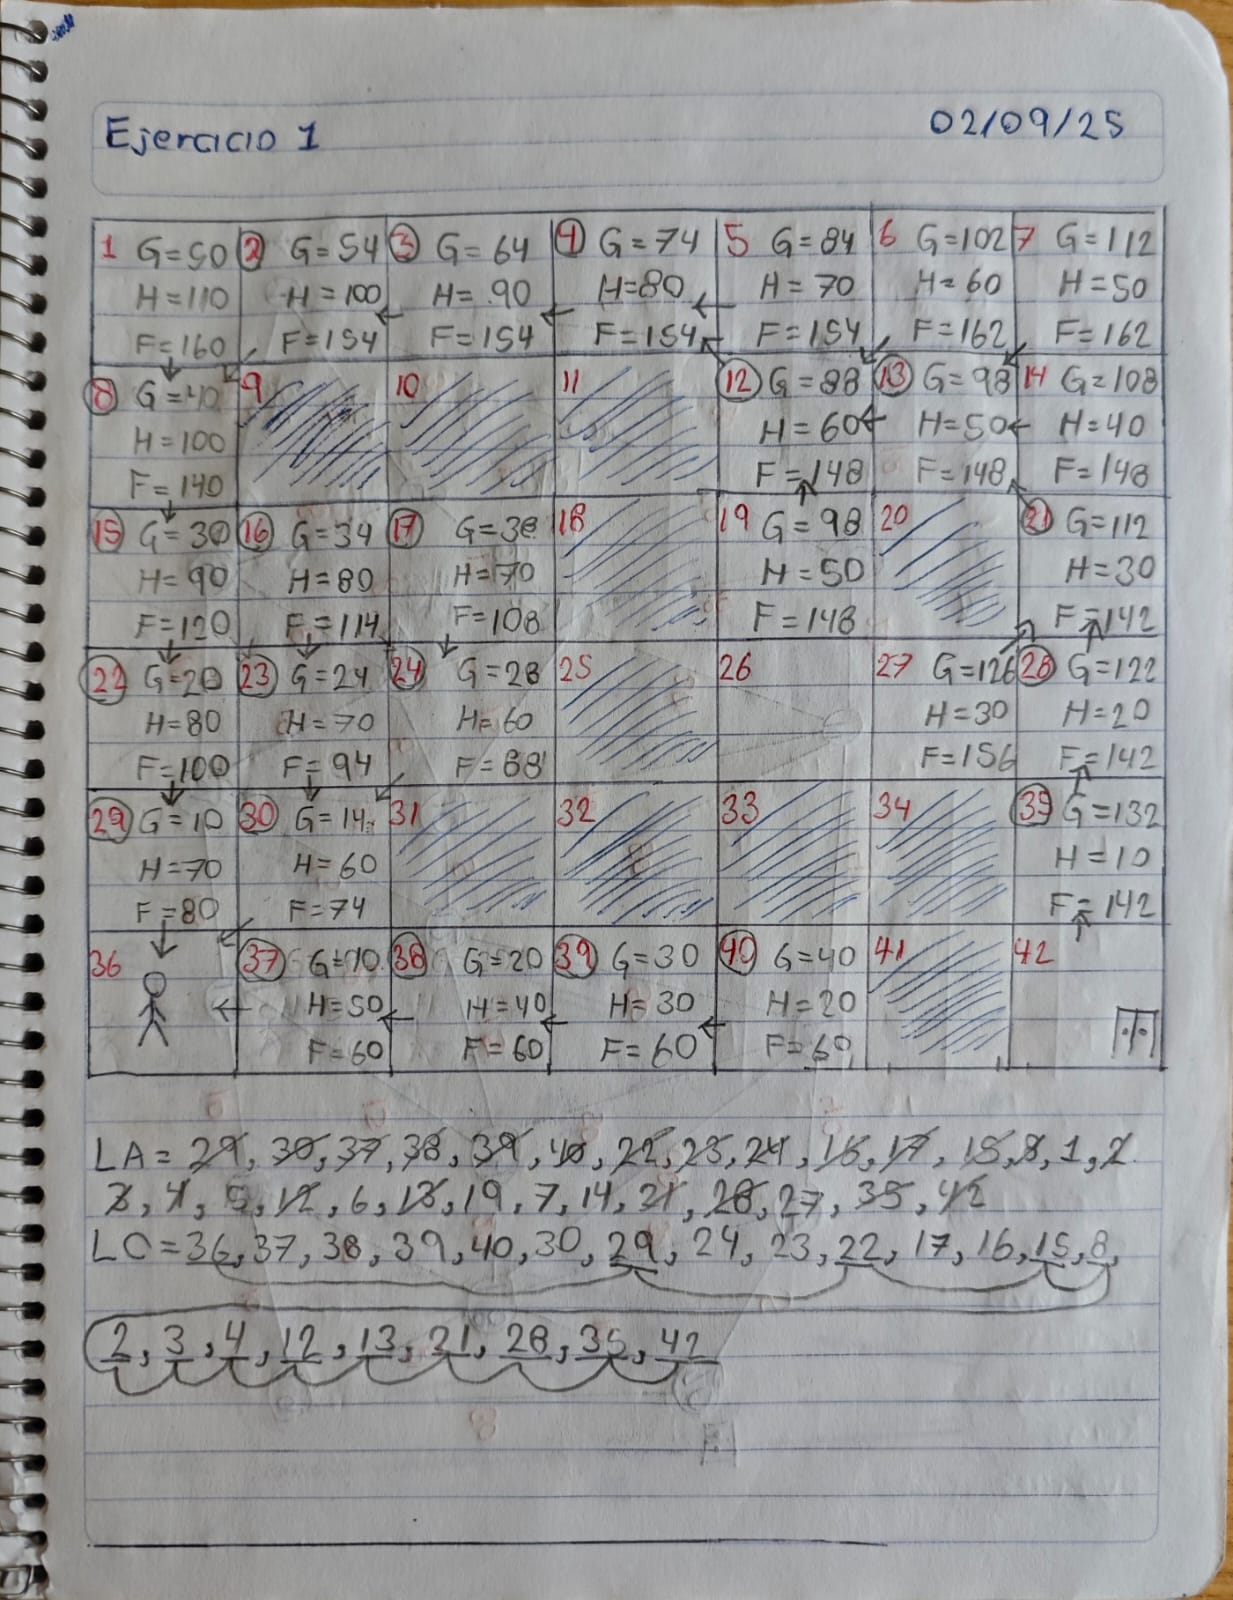 Ejercicio 1 02/09/25
1 G=50 2 G=54 3 G=64 4 G=74 5 G=84 6 G=102 7 G=112
H=110 H=100 H=90 H=80 H=70 H=60 H=50
F=160 F=154 F=154 F=154 F=154 F=162 F=162
8 G=40 9 10 11 12 G=88 13 G=98 14 G=108
H=100 H=60 H=50 H=40
F=140 F=148 F=148 F=148
15 G=30 16 G=34 17 G=38 18 19 G=98 20 21 G=112
H=90 H=80 H=70 H=50 H=30
F=120 F=114 F=108 F=148 F=142
22 G=20 23 G=24 24 G=28 25 26 27 G=126 28 G=122
H=80 H=70 H=60 H=30 H=20
F=100 F=94 F=88 F=156 F=142
29 G=10 30 G=14 31 32 33 34 35 G=132
H=70 H=60 H=10
F=80 F=74 F=142
36 37 G=10 38 G=20 39 G=30 40 G=40 41 42
H=50 H=40 H=30 H=20
F=60 F=60 F=60 F=60
LA=29, 30, 37, 38, 39, 40, 22, 23, 24, 16, 17, 15, 8, 1, 2
3, 4, 5, 12, 6, 13, 19, 7, 14, 21, 28, 27, 35, 42
LC=36, 37, 38, 39, 40, 30, 29, 24, 23, 22, 17, 16, 15, 8,
2, 3, 4, 12, 13, 21, 28, 35, 42